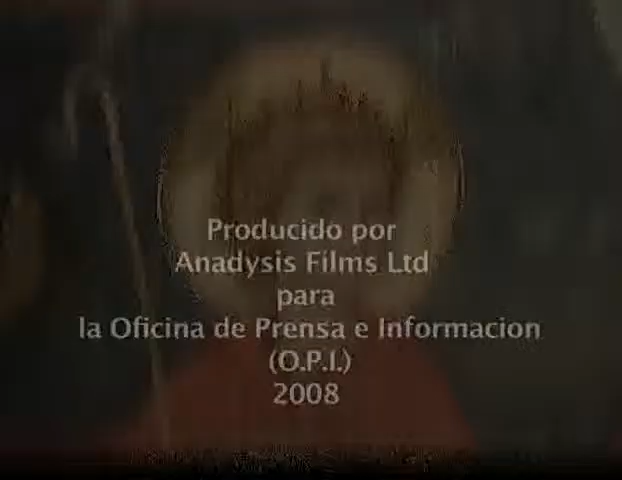 Producido por
Anadysis Films Ltd
para
la Oficina de Prensa e Informacion
(O.P.I.)
2008